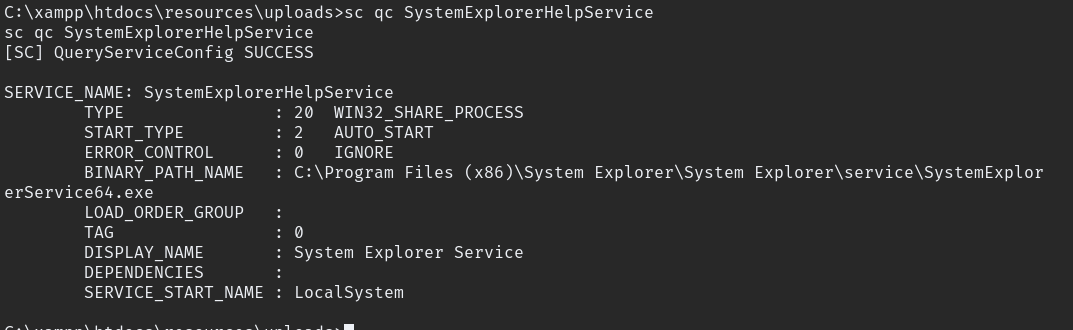 C:\xampp\htdocs\resources\uploads>sc qc SystemExplorerHelpService
sc qc SystemExplorerHelpService
[SC] QueryServiceConfig SUCCESS
SERVICE_NAME: SystemExplorerHelpService
        TYPE               : 20  WIN32_SHARE_PROCESS
        START_TYPE         : 2   AUTO_START
        ERROR_CONTROL      : 0   IGNORE
        BINARY_PATH_NAME   : C:\Program Files (x86)\System Explorer\System Explorer\service\SystemExplor
erService64.exe
        LOAD_ORDER_GROUP   :
        TAG                : 0
        DISPLAY_NAME       : System Explorer Service
        DEPENDENCIES       :
        SERVICE_START_NAME : LocalSystem
C:\xampp\htdocs\resources\uploads>